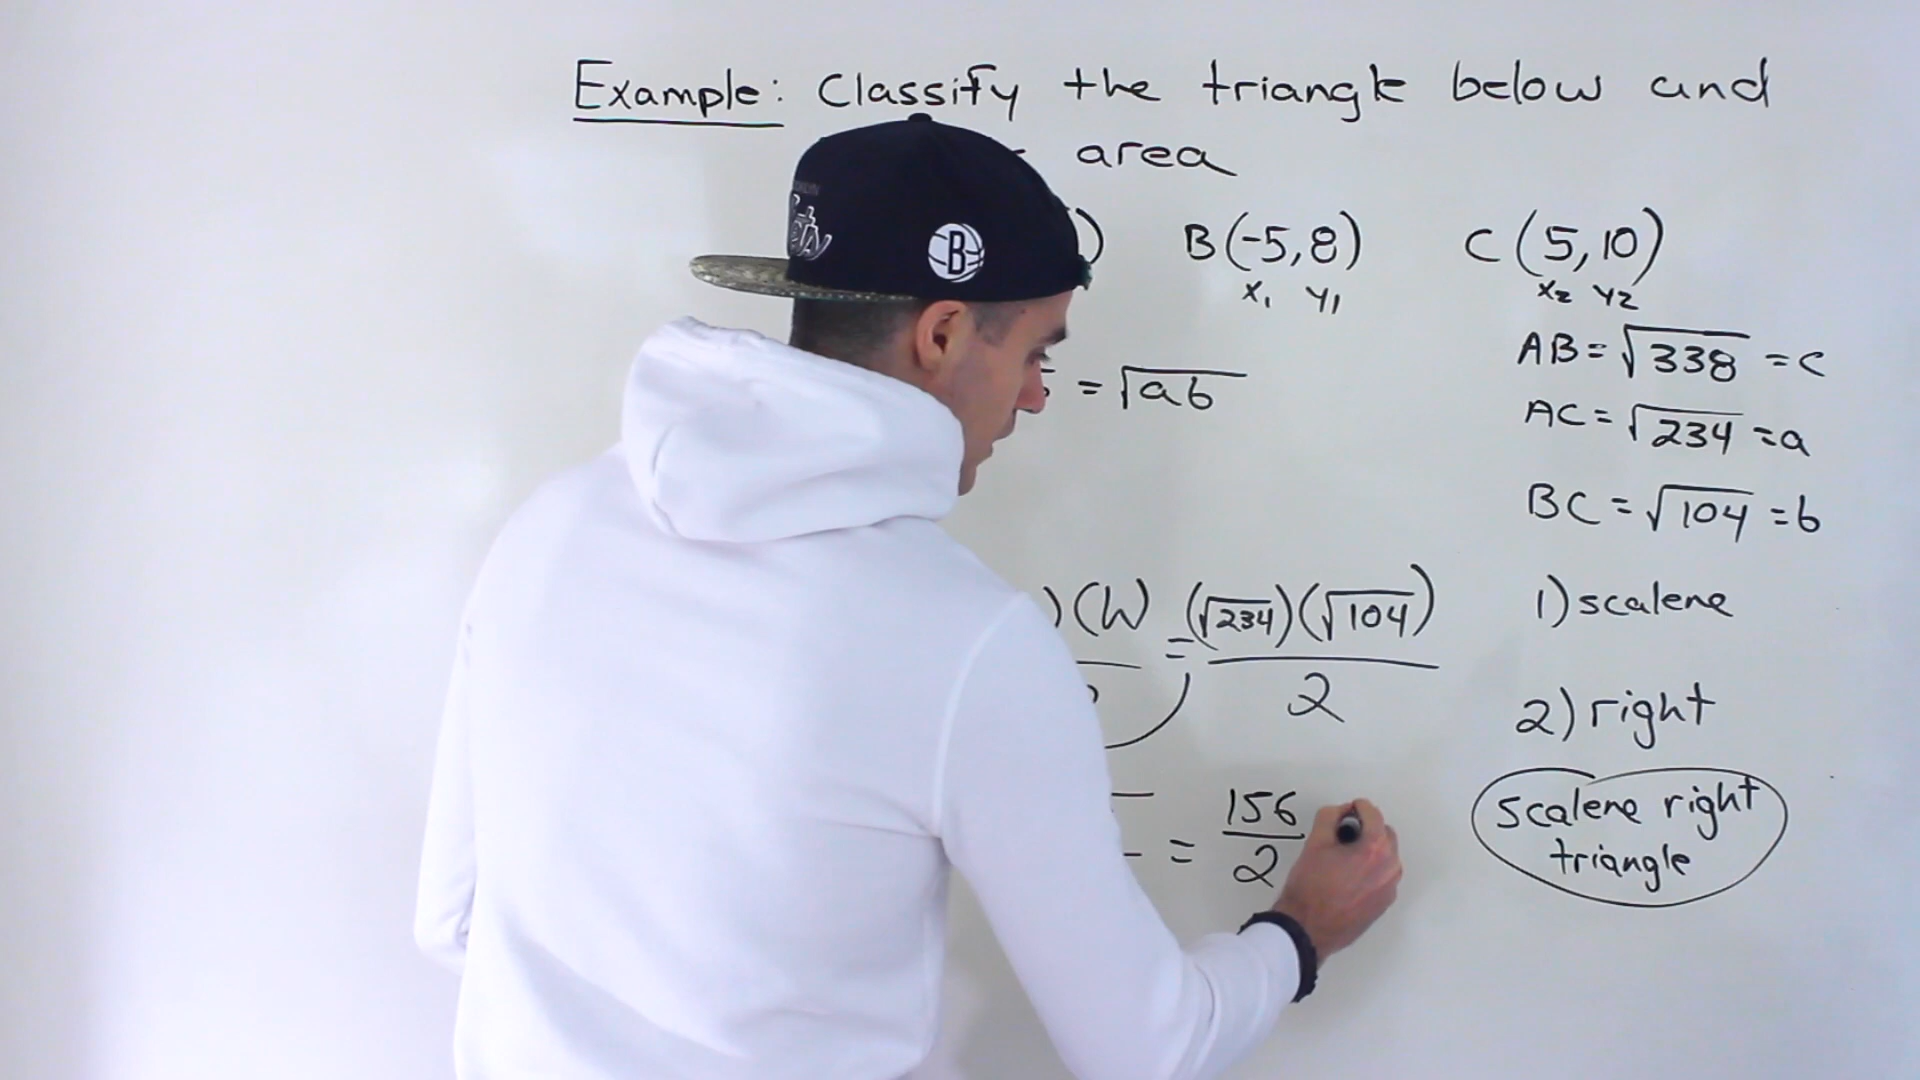 Example: Classify the triangle below and
area
) B(-5,8) C(5,10)
x₁ y₁ x₂ y₂
AB=√338 = c
= √ab
AC=√234 = a
BC=√104 = b
)(W) = (√234)(√104)
2
1) scalene
2) right
= 156
2
scalene right
triangle
B